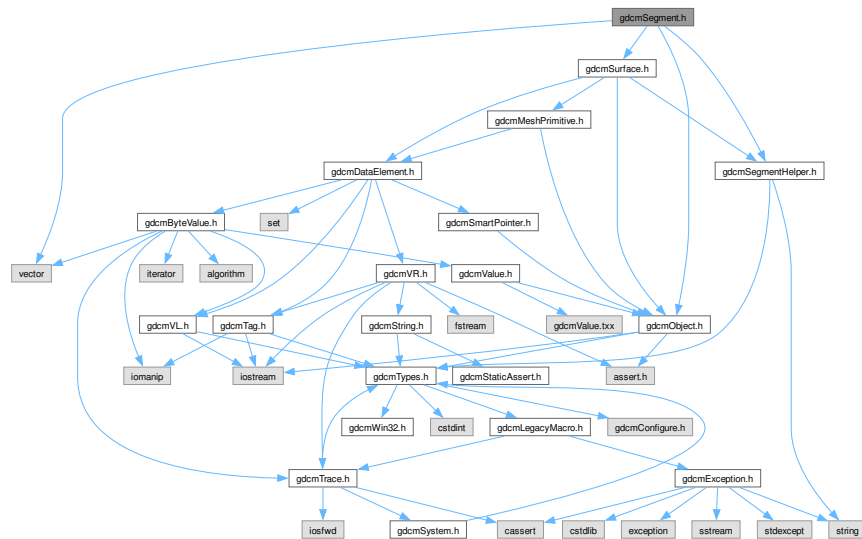 gdcmSegment.h
gdcmSurface.h
gdcmMeshPrimitive.h
gdcmDataElement.h
gdcmSegmentHelper.h
gdcmByteValue.h
set
gdcmSmartPointer.h
vector
iterator
algorithm
gdcmVR.h
gdcmValue.h
gdcmVL.h
gdcmTag.h
gdcmString.h
fstream
gdcmValue.txx
gdcmObject.h
iomanip
iostream
gdcmTypes.h
gdcmStaticAssert.h
assert.h
gdcmWin32.h
cstdint
gdcmLegacyMacro.h
gdcmConfigure.h
gdcmTrace.h
gdcmException.h
iosfwd
gdcmSystem.h
cassert
cstdlib
exception
sstream
stdexcept
string